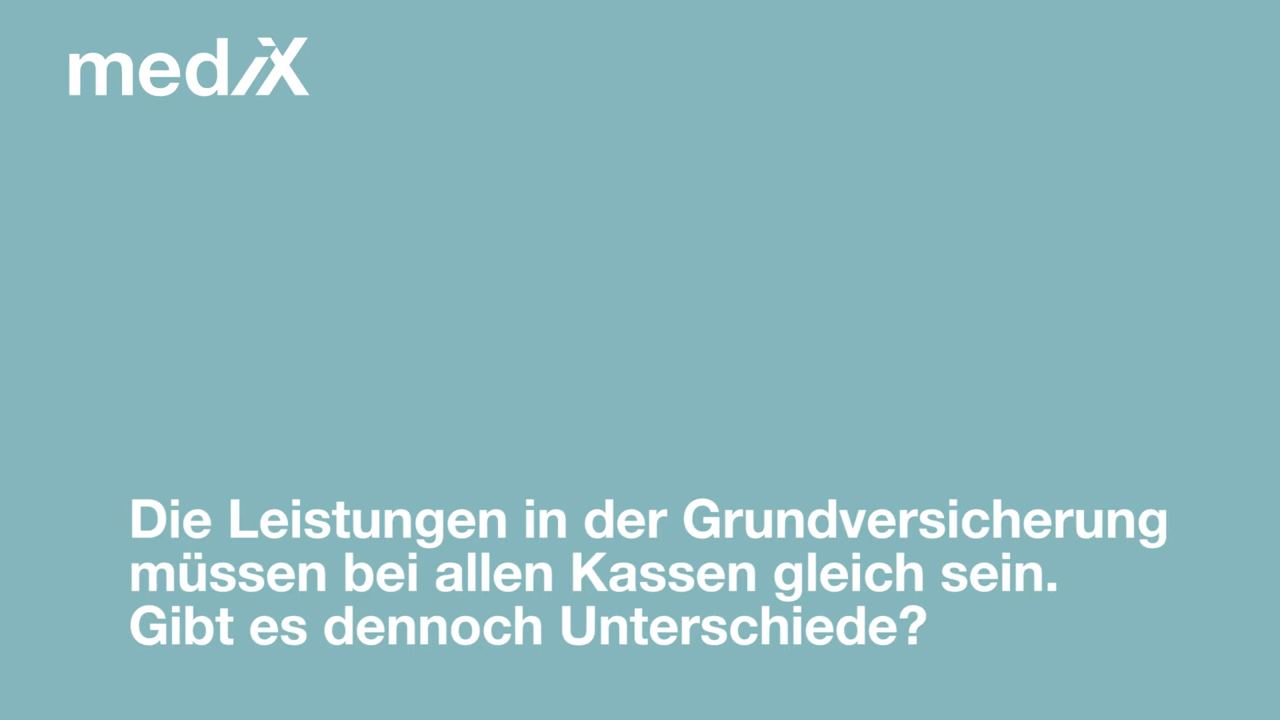 mediX
Die Leistungen in der Grundversicherung
müssen bei allen Kassen gleich sein.
Gibt es dennoch Unterschiede?